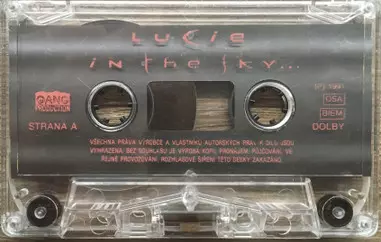 LUCIE
in the sky...
GANG
OSA
BIEM
STRANA A
DOLBY
VŠECHNA PRÁVA VÝROBCE A VLASTNÍKŮ AUTORSKÝCH PRÁV K DÍLU JSOU
VYHRAZENA. BEZ SOUHLASU JE VÝROBA KOPIÍ, PRONÁJEM, PŮJČOVÁNÍ, VE
ŘEJNÉ PROVOZOVÁNÍ, ROZHLASOVÉ ŠÍŘENÍ TÉTO DESKY ZAKÁZÁNO.